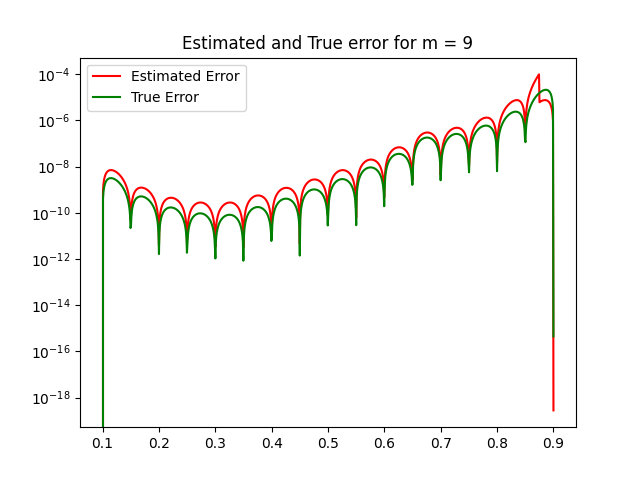 Estimated and True error for m = 9
Estimated Error
True Error
10⁻⁴
10⁻⁶
10⁻⁸
10⁻¹⁰
10⁻¹²
10⁻¹⁴
10⁻¹⁶
10⁻¹⁸
0.1 0.2 0.3 0.4 0.5 0.6 0.7 0.8 0.9